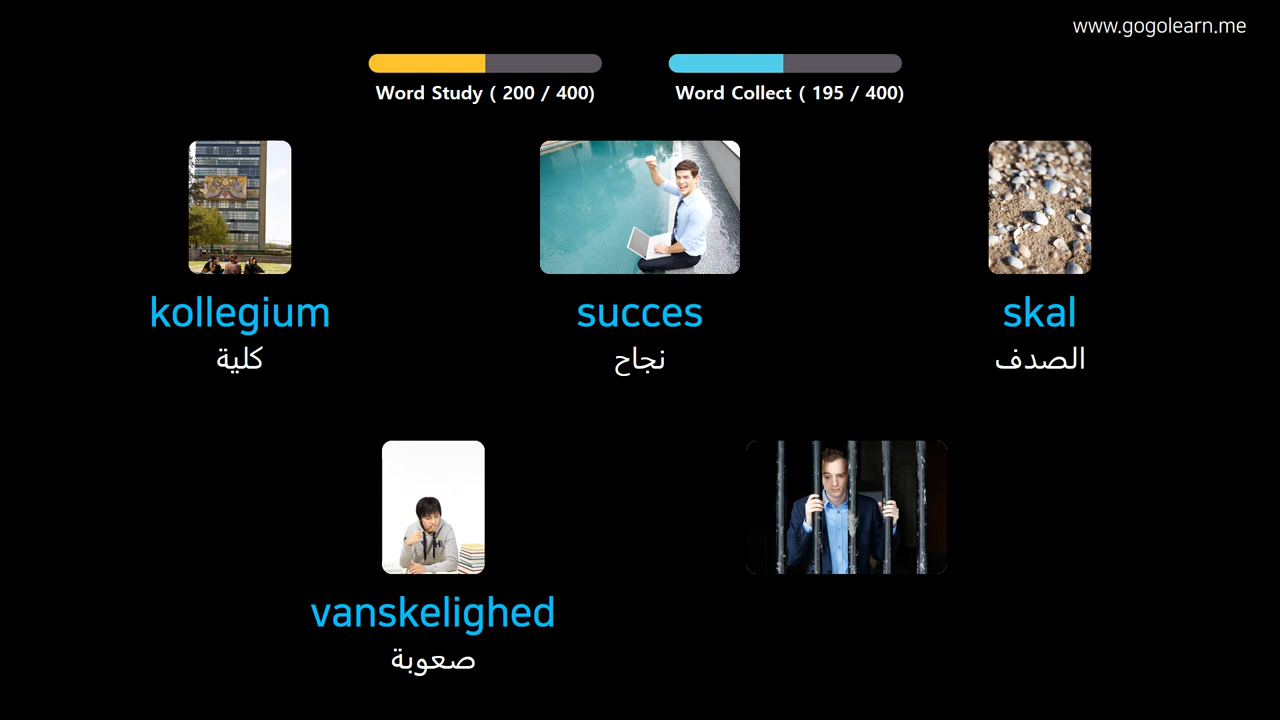 www.gogolearn.me
Word Study ( 200 / 400)
Word Collect ( 195 / 400)
kollegium
كلية
succes
نجاح
skal
الصدف
vanskelighed
صعوبة